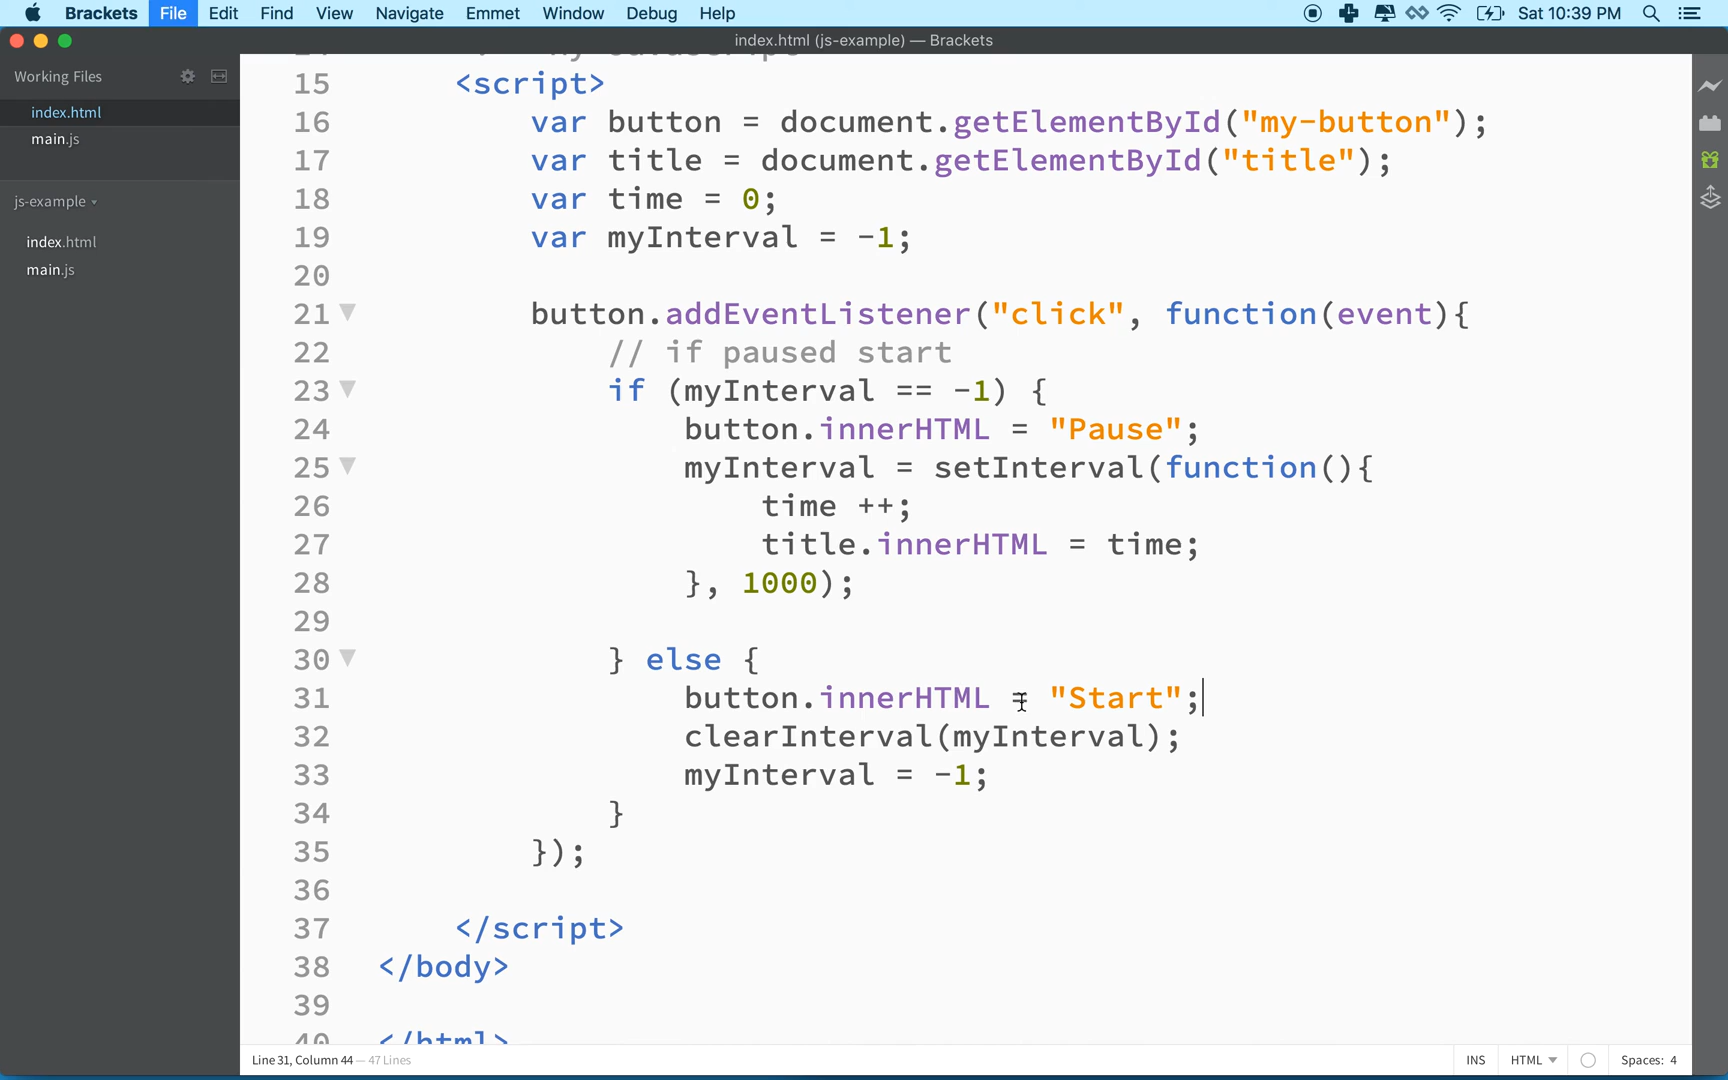 Brackets File Edit Find View Navigate Emmet Window Debug Help Sat 10:39 PM
index.html (js-example) — Brackets
Working Files
index.html
main.js
js-example
index.html
main.js
15 <script>
16 var button = document.getElementById("my-button");
17 var title = document.getElementById("title");
18 var time = 0;
19 var myInterval = -1;
20
21 button.addEventListener("click", function(event){
22 // if paused start
23 if (myInterval == -1) {
24 button.innerHTML = "Pause";
25 myInterval = setInterval(function(){
26 time ++;
27 title.innerHTML = time;
28 }, 1000);
29
30 } else {
31 button.innerHTML = "Start";
32 clearInterval(myInterval);
33 myInterval = -1;
34 }
35 });
36
37 </script>
38 </body>
39
40 </html>
Line 31, Column 44 — 47 Lines INS HTML Spaces: 4